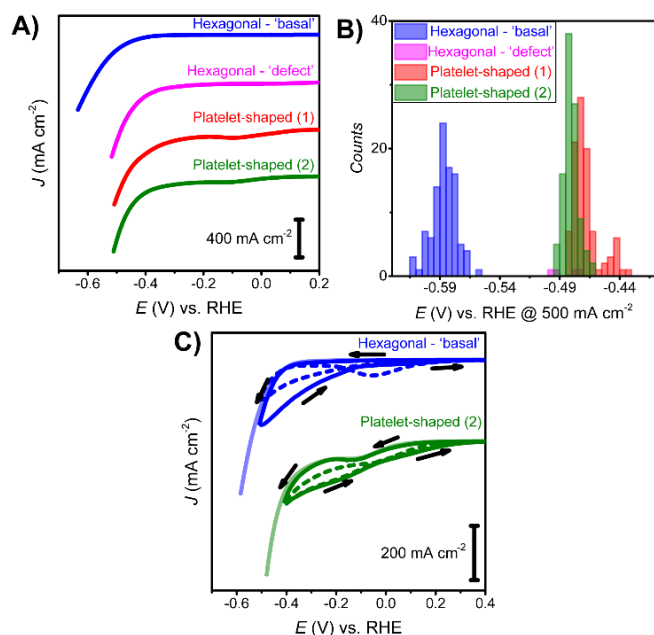 A)
Hexagonal - 'basal'
Hexagonal - 'defect'
Platelet-shaped (1)
Platelet-shaped (2)
400 mA cm⁻²
J (mA cm⁻²)
-0.6 -0.4 -0.2 0.0 0.2
E (V) vs. RHE
B)
Hexagonal - 'basal'
Hexagonal - 'defect'
Platelet-shaped (1)
Platelet-shaped (2)
40
20
0
Counts
-0.59 -0.54 -0.49 -0.44
E (V) vs. RHE @ 500 mA cm⁻²
C)
Hexagonal - 'basal'
Platelet-shaped (2)
200 mA cm⁻²
J (mA cm⁻²)
-0.6 -0.4 -0.2 0.0 0.2 0.4
E (V) vs. RHE